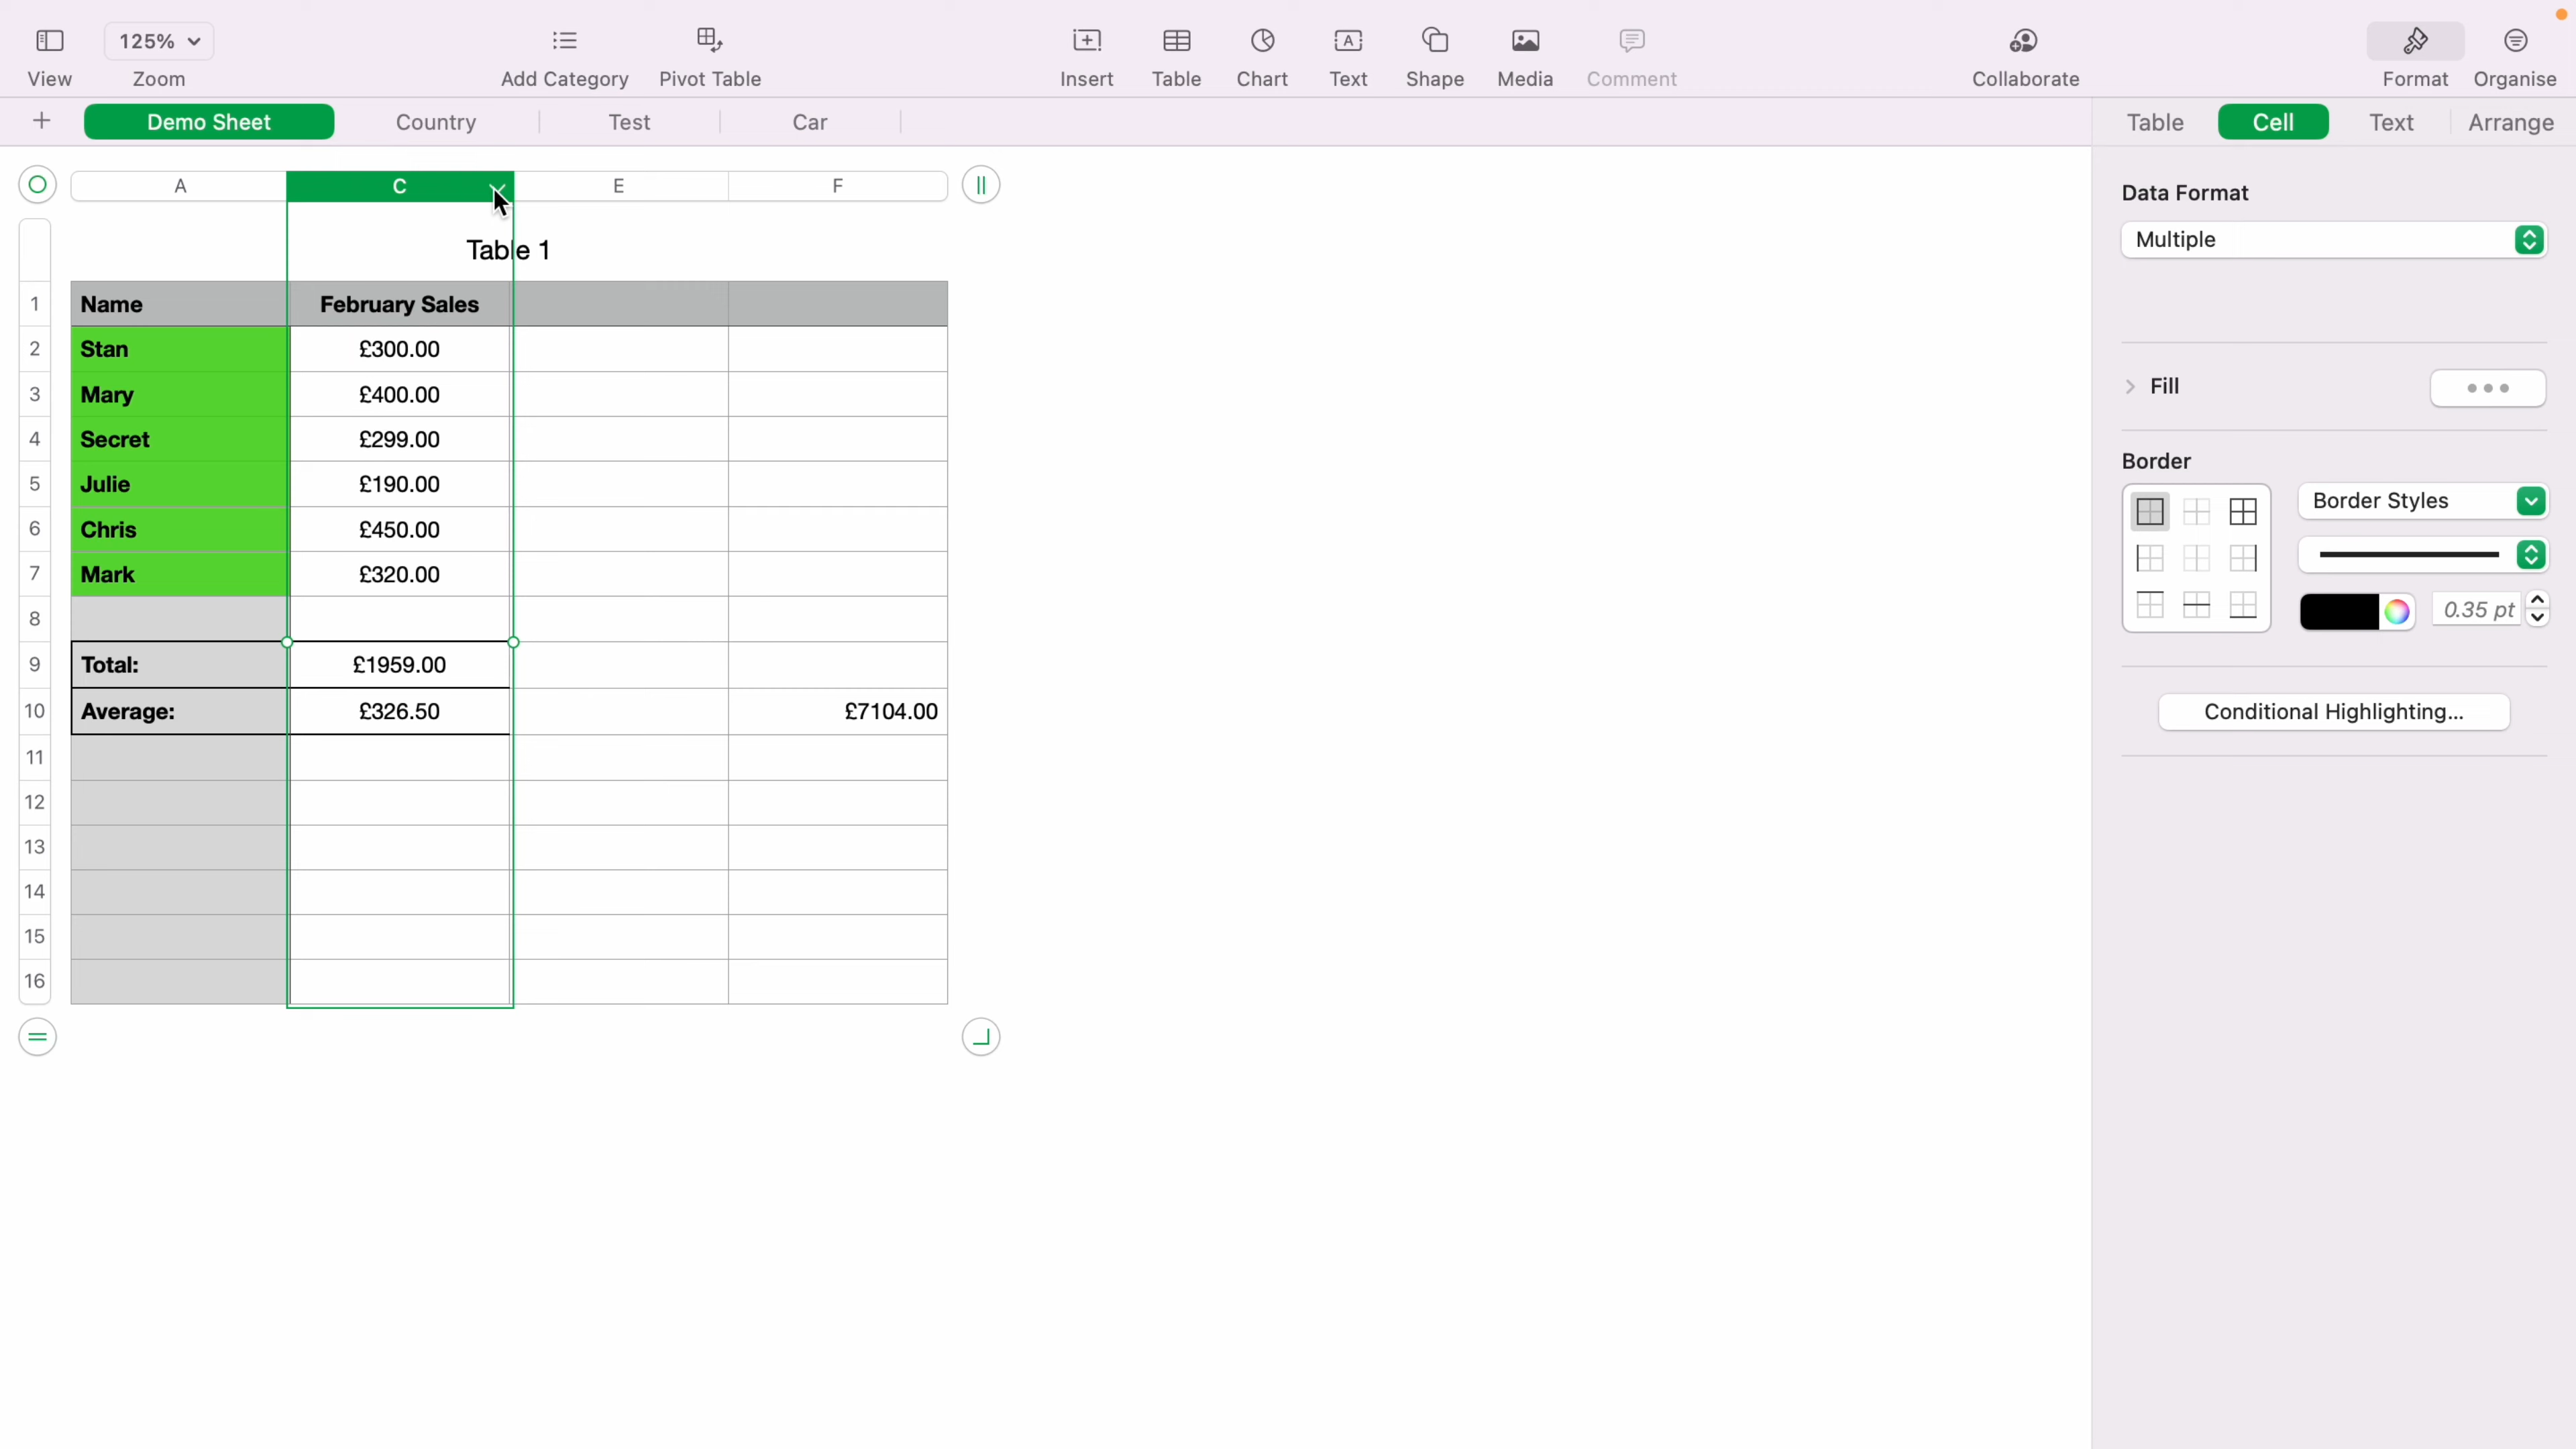 125%
View Zoom Add Category Pivot Table Insert Table Chart Text Shape Media Comment Collaborate Format Organise
Demo Sheet Country Test Car Table Cell Text Arrange
A C E F
Table 1
1 Name February Sales
2 Stan £300.00
3 Mary £400.00
4 Secret £299.00
5 Julie £190.00
6 Chris £450.00
7 Mark £320.00
8
9 Total: £1959.00
10 Average: £326.50 £7104.00
11
12
13
14
15
16
Data Format
Multiple
Fill
Border
Border Styles
0.35 pt
Conditional Highlighting...